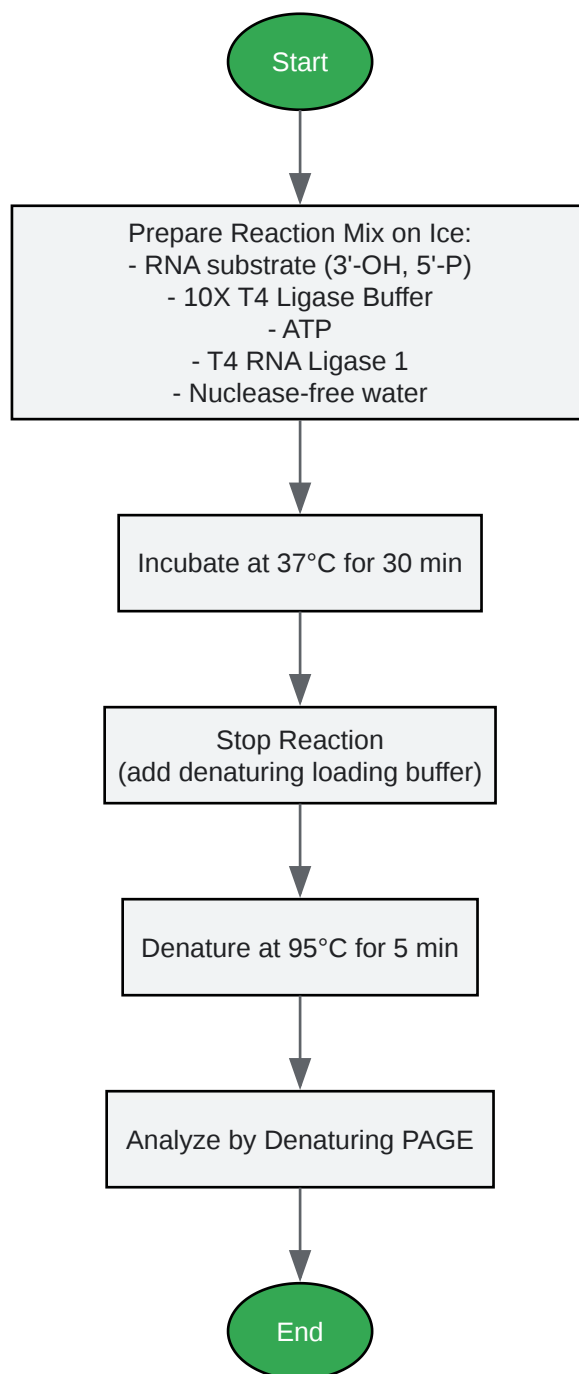 Start
Prepare Reaction Mix on Ice:
- RNA substrate (3'-OH, 5'-P)
- 10X T4 Ligase Buffer
- ATP
- T4 RNA Ligase 1
- Nuclease-free water
Incubate at 37°C for 30 min
Stop Reaction
(add denaturing loading buffer)
Denature at 95°C for 5 min
Analyze by Denaturing PAGE
End